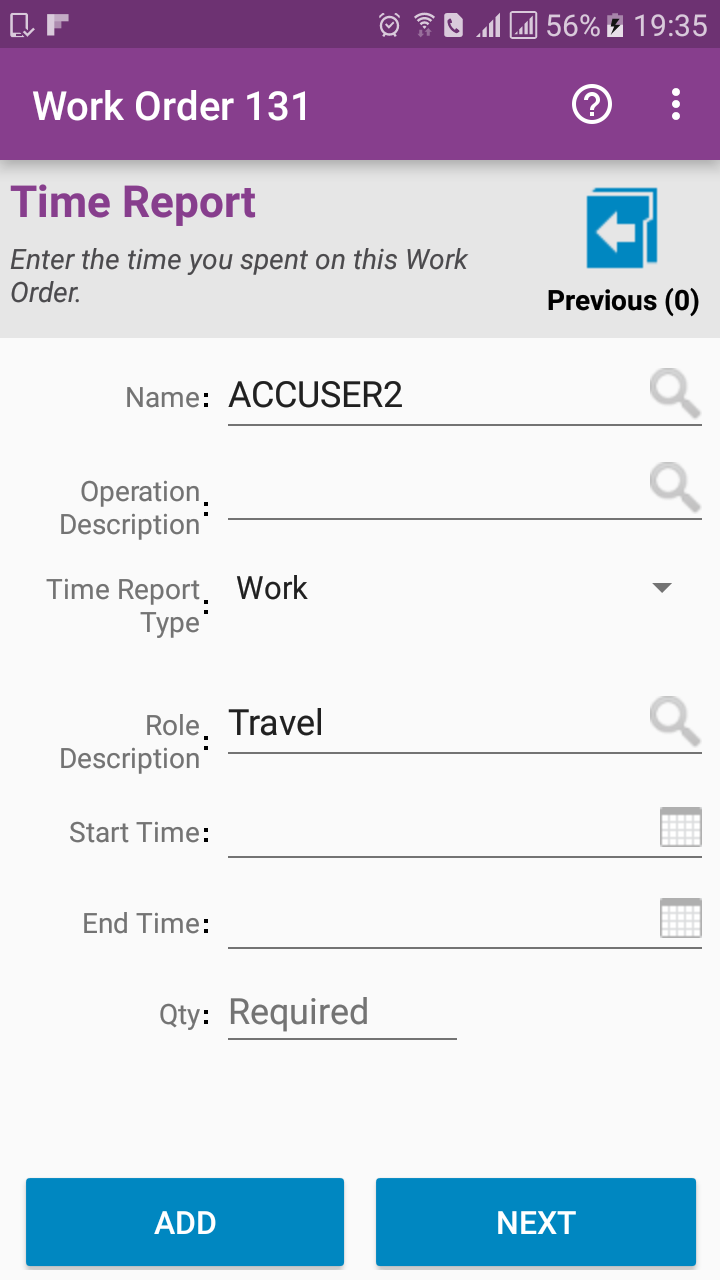 56% 19:35
Work Order 131
Time Report
Enter the time you spent on this Work
Order.
Previous (0)
Name: ACCUSER2
Operation
Description:
Time Report
Type: Work
Role
Description: Travel
Start Time:
End Time:
Qty: Required
ADD NEXT